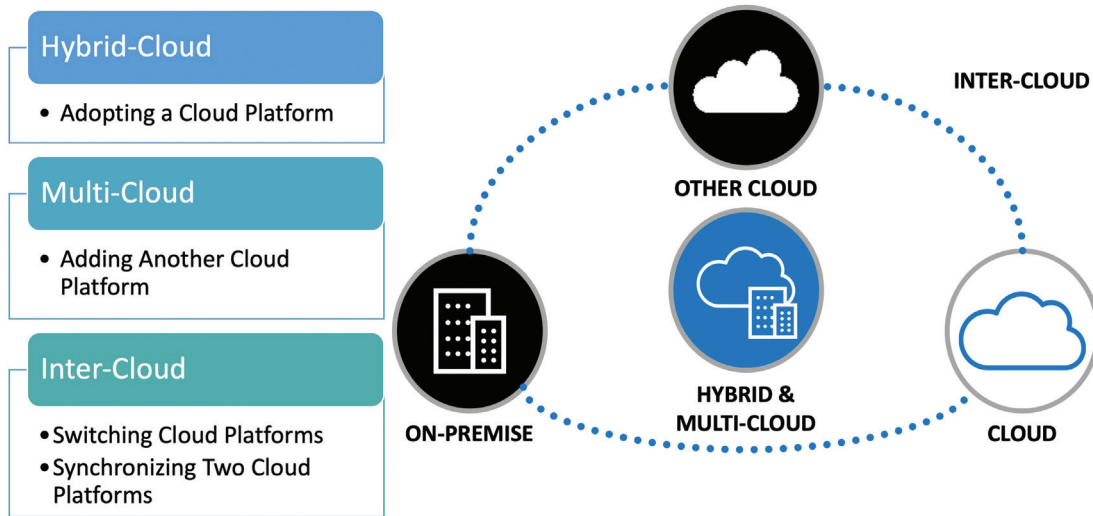 Hybrid-Cloud
• Adopting a Cloud Platform
Multi-Cloud
• Adding Another Cloud
Platform
Inter-Cloud
•Switching Cloud Platforms
•Synchronizing Two Cloud
Platforms
INTER-CLOUD
OTHER CLOUD
HYBRID &
MULTI-CLOUD
ON-PREMISE
CLOUD